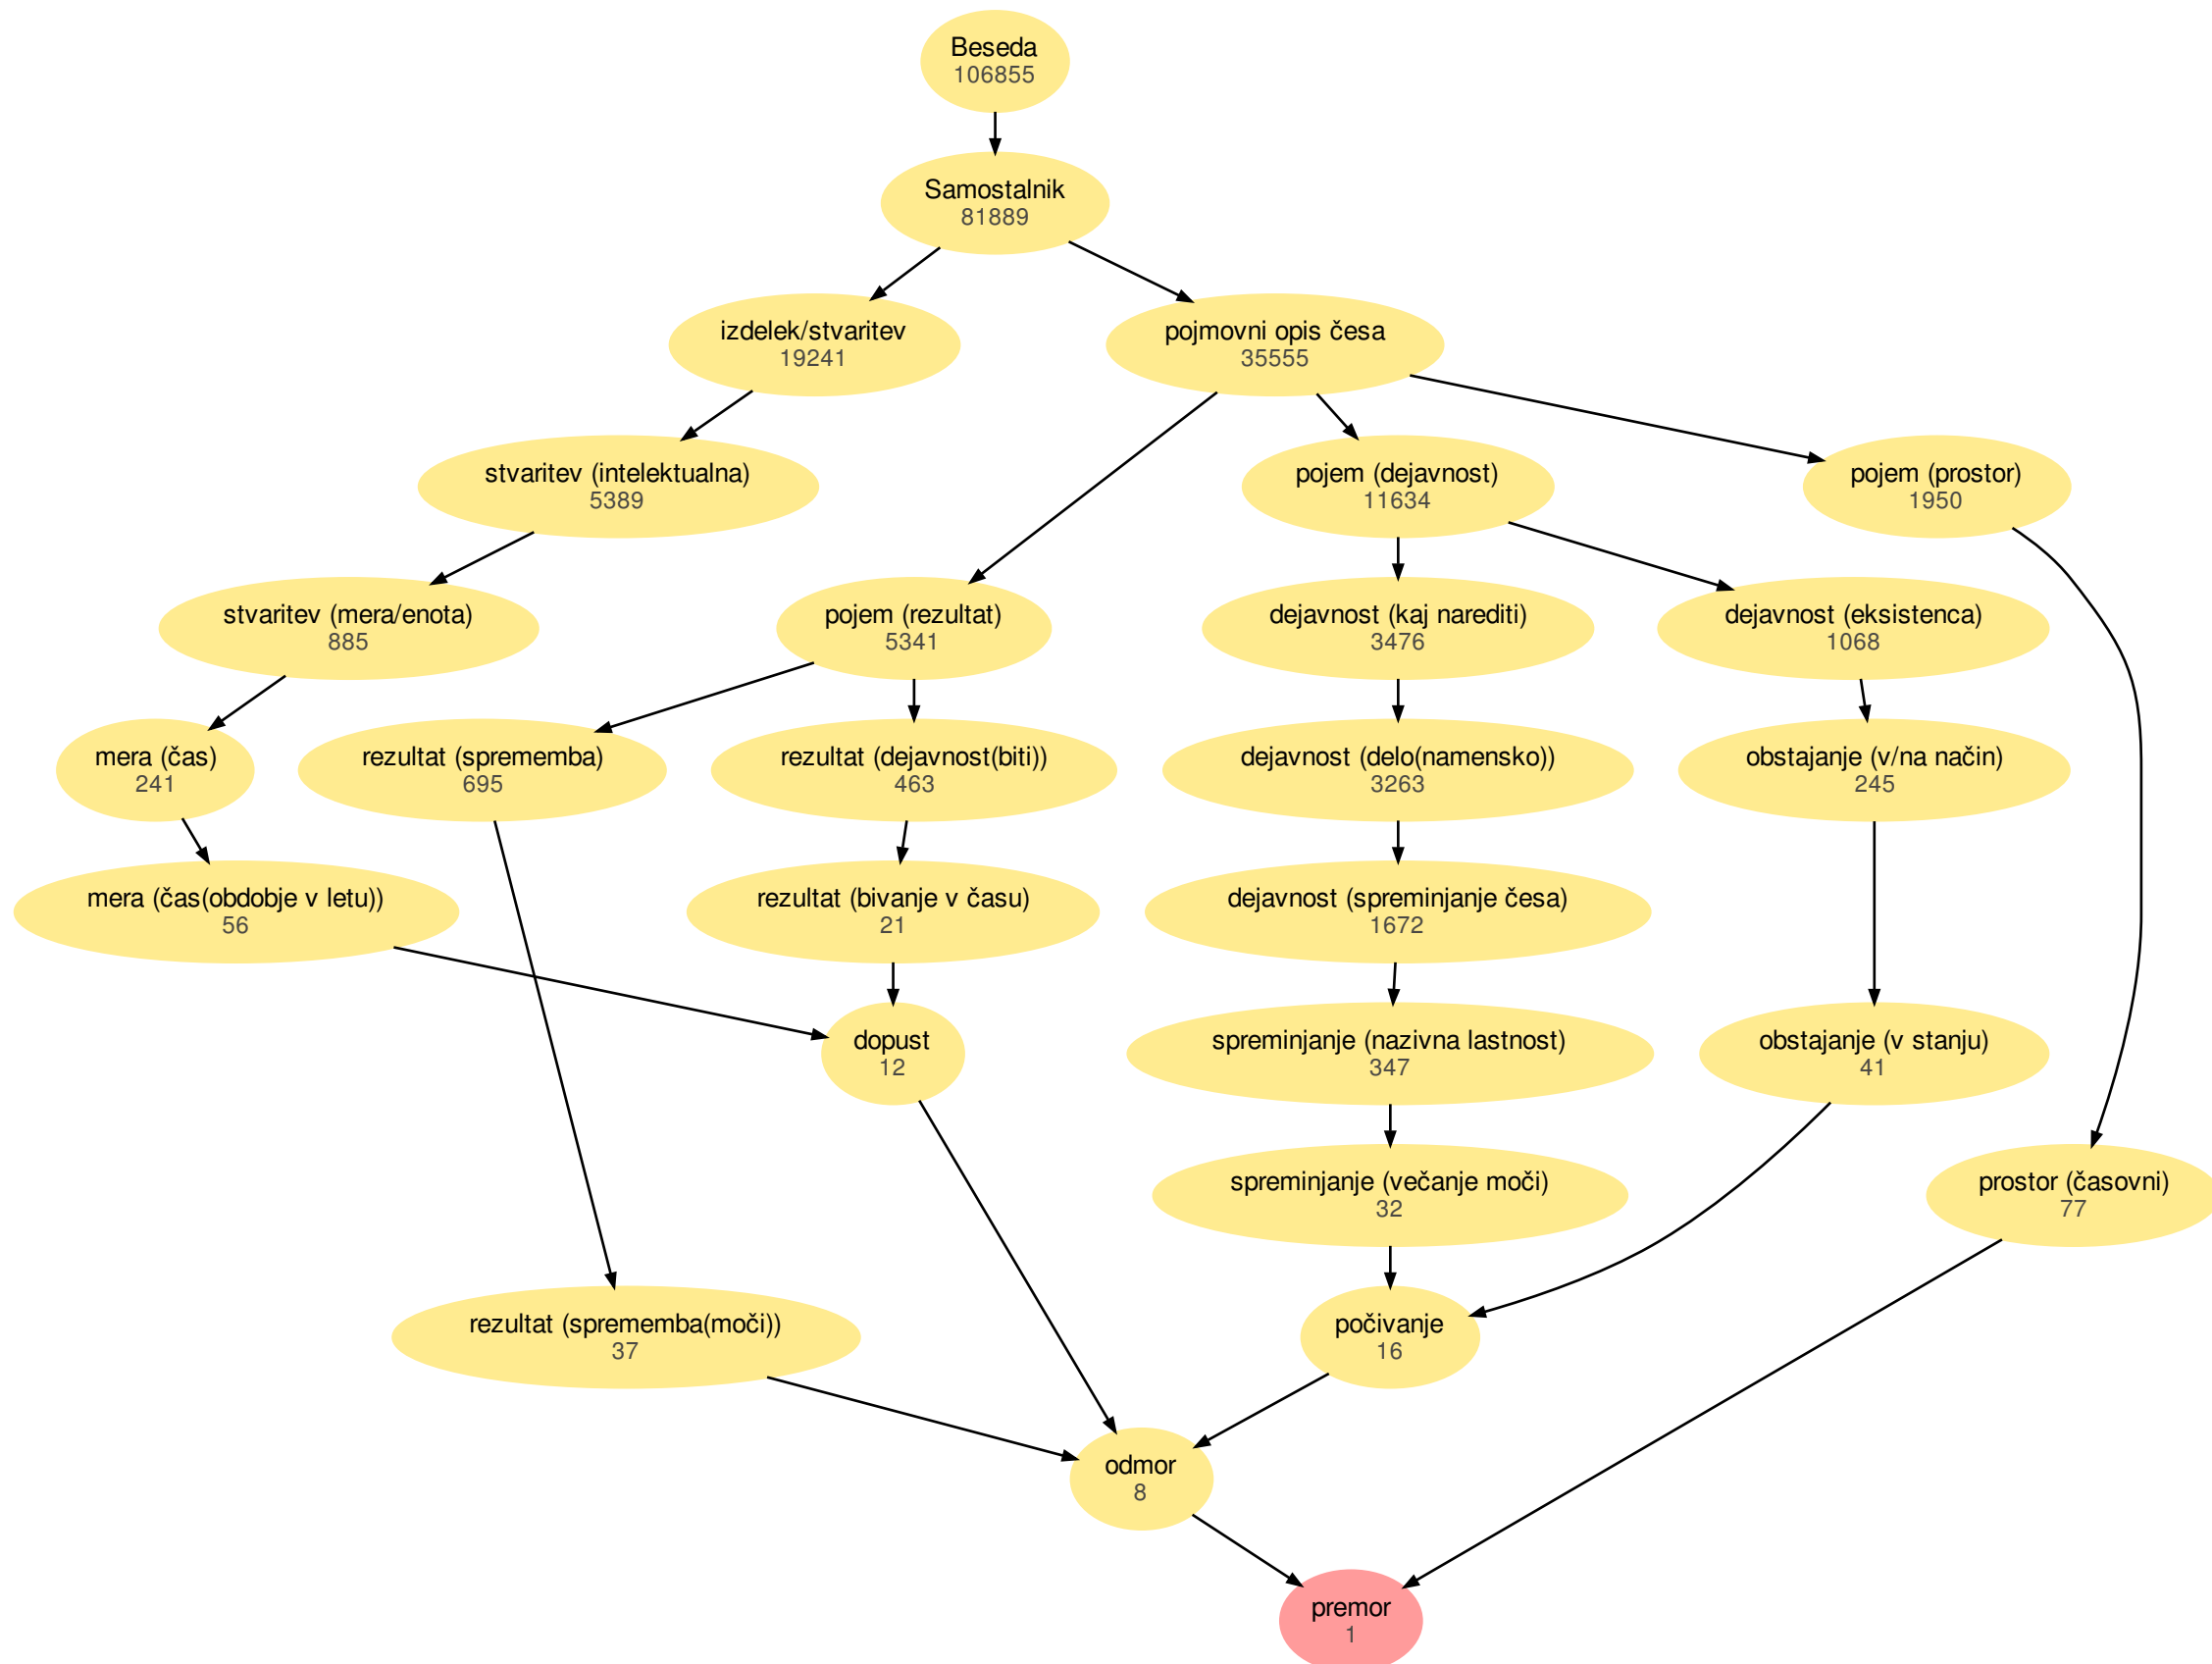 Beseda
106855
Samostalnik
81889
izdelek/stvaritev
19241
pojmovni opis česa
35555
stvaritev (intelektualna)
5389
pojem (dejavnost)
11634
pojem (prostor)
1950
stvaritev (mera/enota)
885
pojem (rezultat)
5341
dejavnost (kaj narediti)
3476
dejavnost (eksistenca)
1068
mera (čas)
241
rezultat (sprememba)
695
rezultat (dejavnost(biti))
463
dejavnost (delo(namensko))
3263
obstajanje (v/na način)
245
mera (čas(obdobje v letu))
56
rezultat (bivanje v času)
21
dejavnost (spreminjanje česa)
1672
dopust
12
spreminjanje (nazivna lastnost)
347
obstajanje (v stanju)
41
spreminjanje (večanje moči)
32
prostor (časovni)
77
rezultat (sprememba(moči))
37
počivanje
16
odmor
8
premor
1